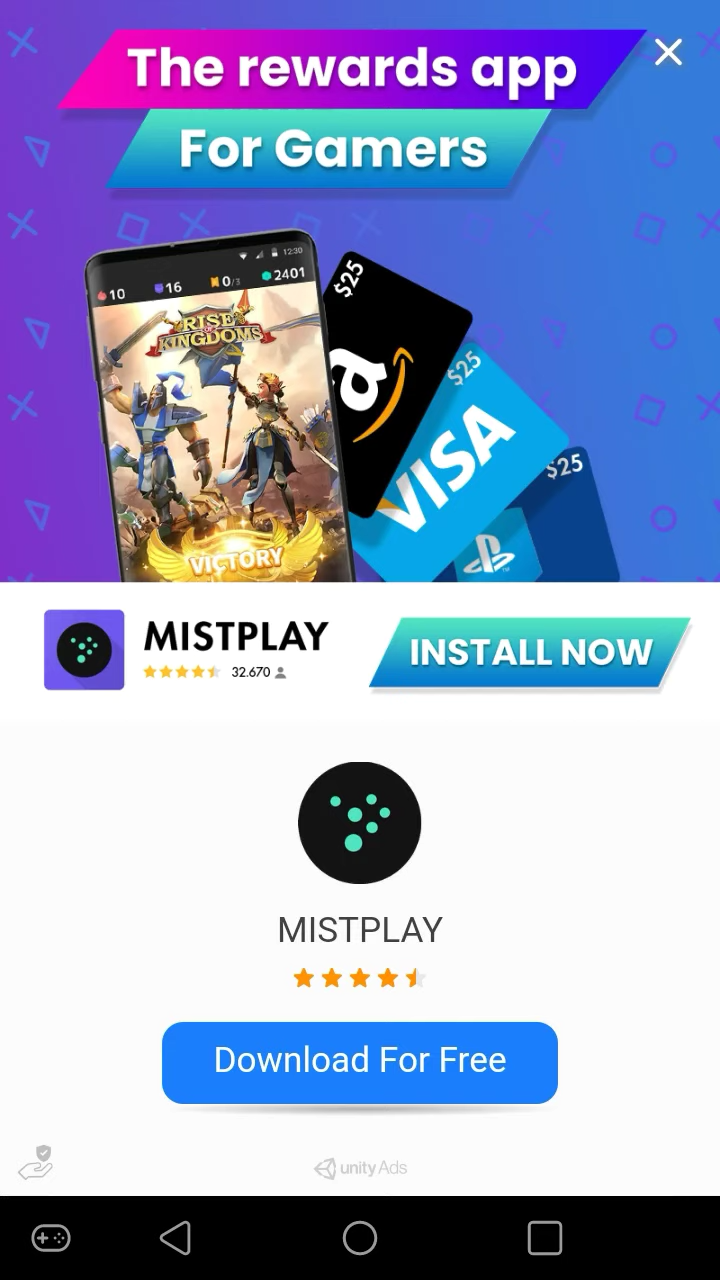 The rewards app
For Gamers
12:30
10
16
0/3
2401
RISE OF
KINGDOMS
VICTORY
$25
a
$25
VISA
$25
MISTPLAY
32.670
INSTALL NOW
MISTPLAY
Download For Free
unity Ads